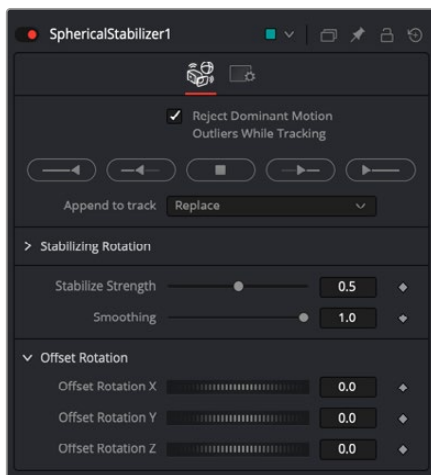 SphericalStabilizer1
Reject Dominant Motion
Outliers While Tracking
Append to track Replace
Stabilizing Rotation
Stabilize Strength 0.5
Smoothing 1.0
Offset Rotation
Offset Rotation X 0.0
Offset Rotation Y 0.0
Offset Rotation Z 0.0